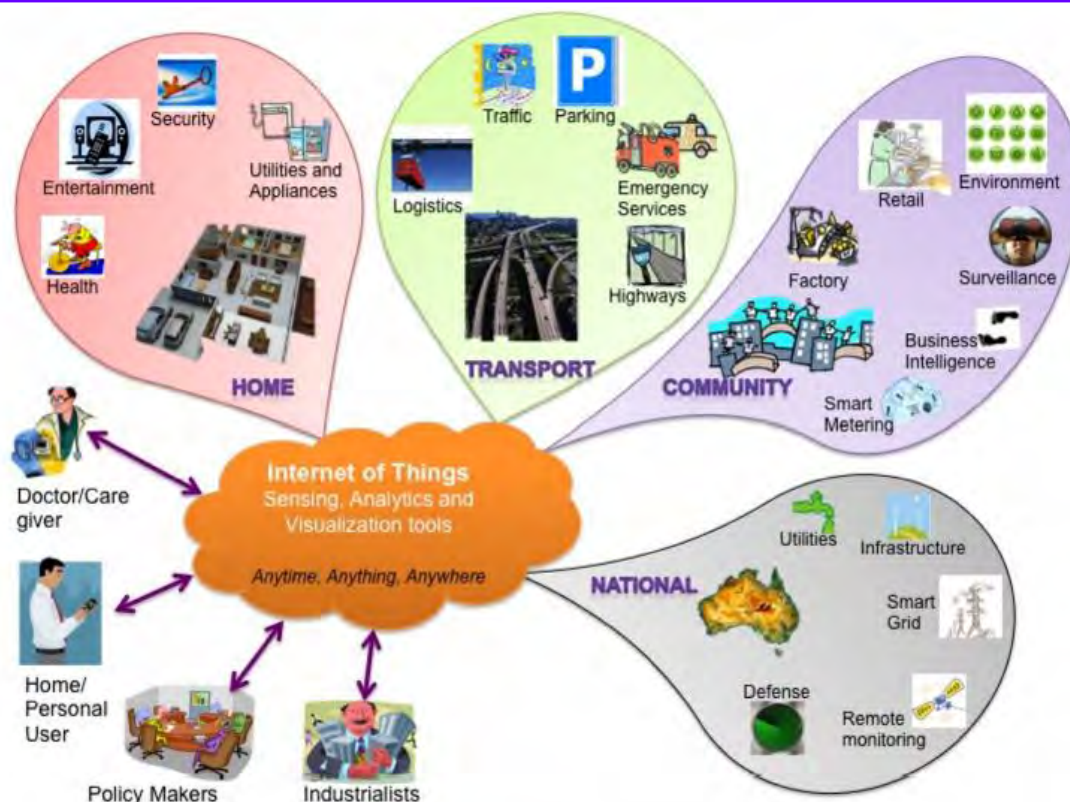 Security
Entertainment
Utilities and
Appliances
Health
HOME
Traffic
P
Parking
Logistics
Emergency
Services
Highways
TRANSPORT
Retail
Environment
Factory
Surveillance
Business
Intelligence
COMMUNITY
Smart
Metering
Internet of Things
Sensing, Analytics and
Visualization tools
Anytime, Anything, Anywhere
Doctor/Care
giver
Home/
Personal
User
Policy Makers
Industrialists
Utilities
Infrastructure
NATIONAL
Smart
Grid
Defense
Remote
monitoring